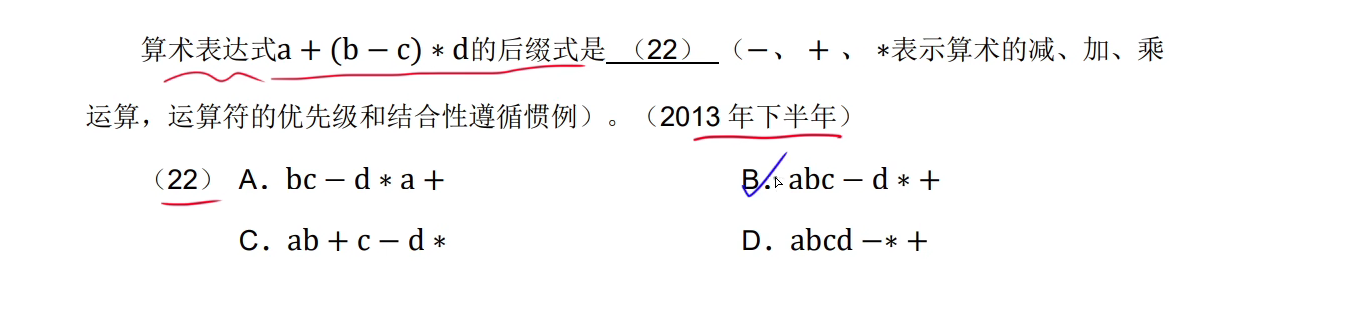 算术表达式a + (b − c) ∗ d的后缀式是 （22） （−、 + 、 ∗表示算术的减、加、乘
运算，运算符的优先级和结合性遵循惯例）。（2013 年下半年）
（22） A．bc − d ∗ a + B．abc − d ∗ +
C．ab + c − d ∗ D．abcd −∗ +